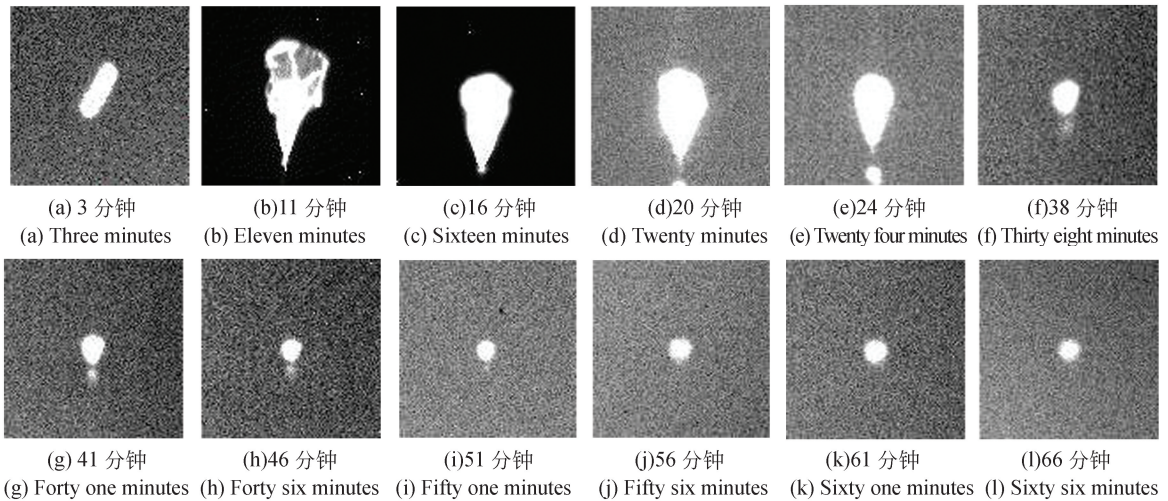 (a) 3 分钟
(b)11 分钟
(c)16 分钟
(d)20 分钟
(e)24 分钟
(f)38 分钟
(a) Three minutes
(b) Eleven minutes
(c) Sixteen minutes
(d) Twenty minutes
(e) Twenty four minutes
(f) Thirty eight minutes
(g) 41 分钟
(h)46 分钟
(i)51 分钟
(j)56 分钟
(k)61 分钟
(l)66 分钟
(g) Forty one minutes
(h) Forty six minutes
(i) Fifty one minutes
(j) Fifty six minutes
(k) Sixty one minutes
(l) Sixty six minutes